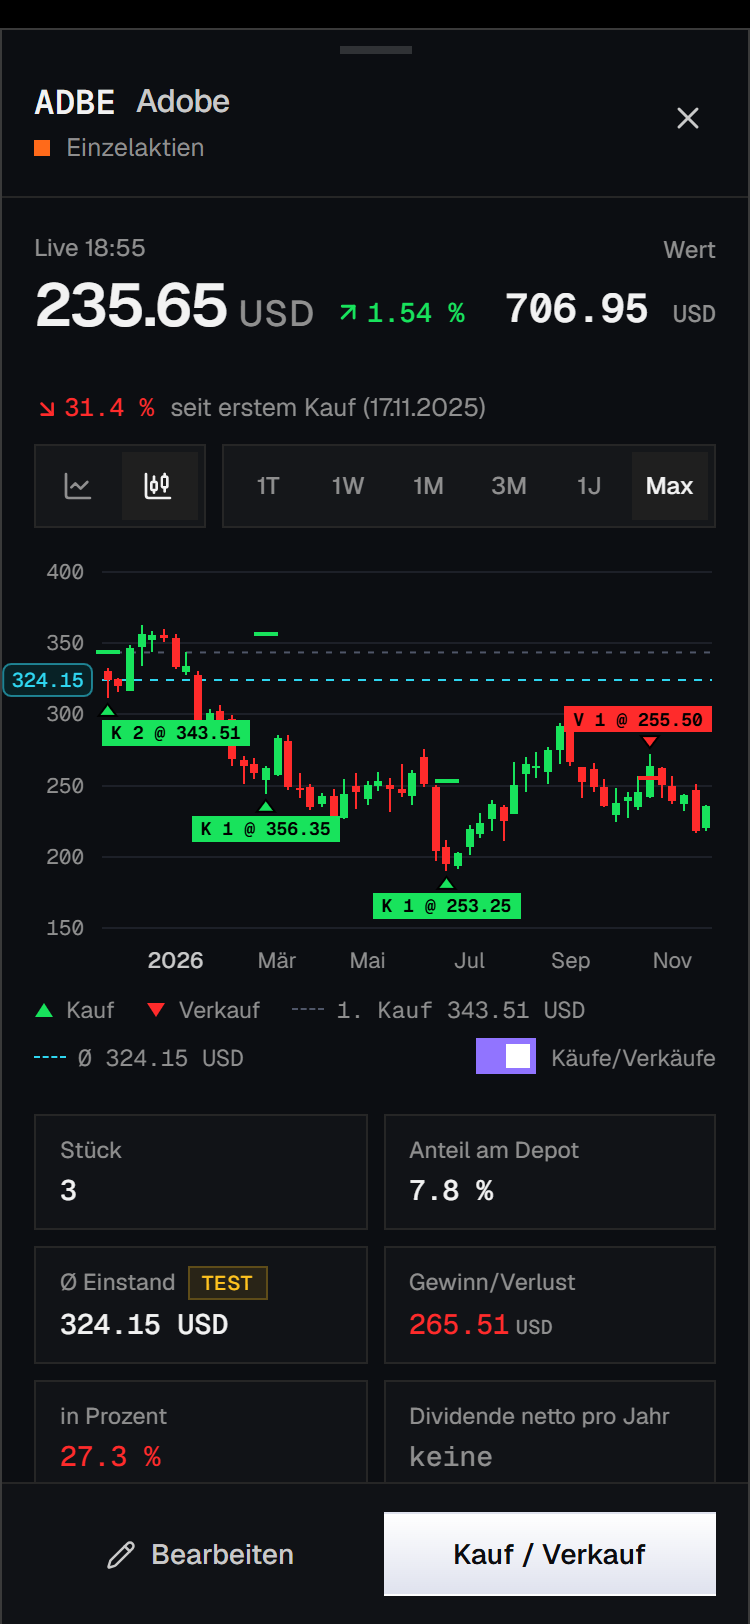 ADBE Adobe
Einzelaktien
Live 18:55
Wert
235.65 USD 1.54 % 706.95 USD
31.4 % seit erstem Kauf (17.11.2025)
1T 1W 1M 3M 1J Max
400
350
324.15
300
250
200
150
K 2 @ 343.51
V 1 @ 255.50
K 1 @ 356.35
K 1 @ 253.25
2026 Mär Mai Jul Sep Nov
Kauf Verkauf 1. Kauf 343.51 USD
Ø 324.15 USD Käufe/Verkäufe
Stück
3
Anteil am Depot
7.8 %
Ø Einstand TEST
324.15 USD
Gewinn/Verlust
265.51 USD
in Prozent
27.3 %
Dividende netto pro Jahr
keine
Bearbeiten
Kauf / Verkauf